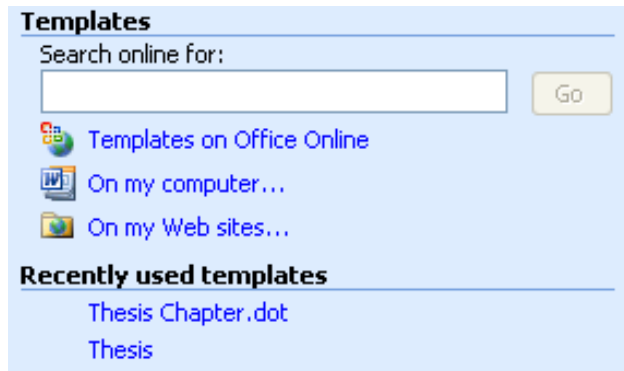 Templates
Search online for:
Go
Templates on Office Online
On my computer...
On my Web sites...
Recently used templates
Thesis Chapter.dot
Thesis